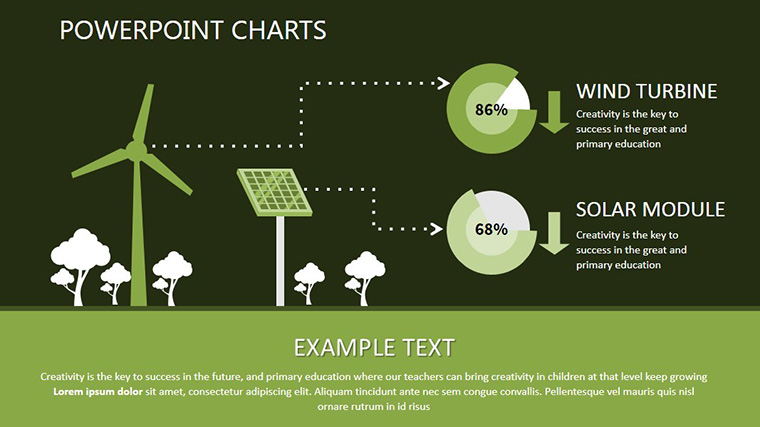 POWERPOINT CHARTS
86%
WIND TURBINE
Creativity is the key to
success in the great and
primary education
68%
SOLAR MODULE
Creativity is the key to
success in the great and
primary education
EXAMPLE TEXT
Creativity is the key to success in the future, and primary education where our teachers can bring creativity in children at that level keep growing
Lorem ipsum dolor sit amet, consectetur adipiscing elit. Aliquam tincidunt ante nec sem congue convallis. Pellentesque vel mauris quis nisl
ornare rutrum in id risus